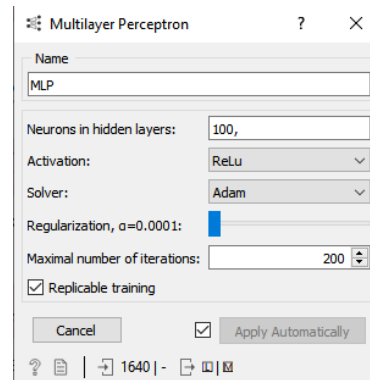 Multilayer Perceptron ? ×
Name
MLP
Neurons in hidden layers: 100,
Activation: ReLu
Solver: Adam
Regularization, α=0.0001:
Maximal number of iterations: 200
Replicable training
Cancel Apply Automatically
? 1640 | - |